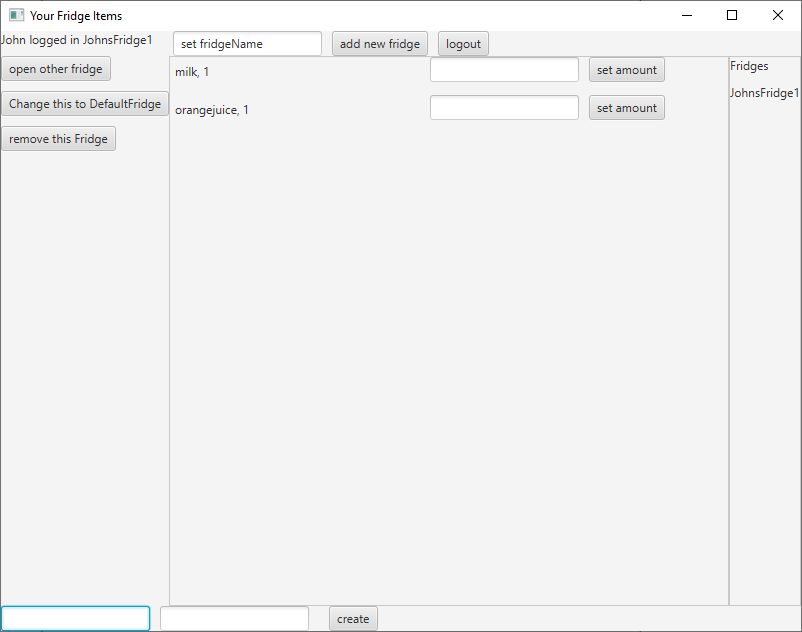 Your Fridge Items
John logged in JohnsFridge1
set fridgeName
add new fridge
logout
open other fridge
Change this to DefaultFridge
remove this Fridge
milk, 1
set amount
orangejuice, 1
set amount
Fridges
JohnsFridge1
create